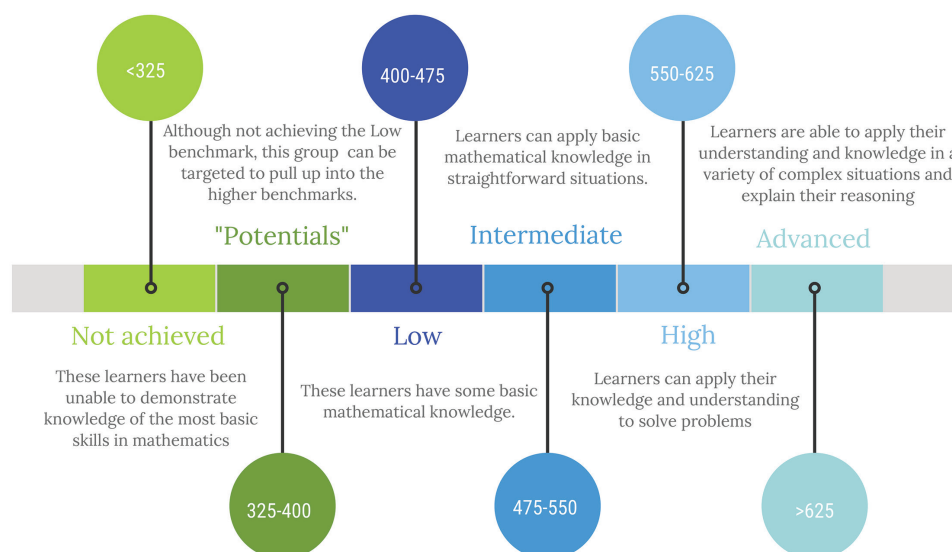 <325
400-475
550-625
Although not achieving the Low
benchmark, this group can be
targeted to pull up into the
higher benchmarks.
Learners can apply basic
mathematical knowledge in
straightforward situations.
Learners are able to apply their
understanding and knowledge in a
variety of complex situations and
explain their reasoning
"Potentials"
Intermediate
Advanced
Not achieved
Low
High
These learners have been
unable to demonstrate
knowledge of the most basic
skills in mathematics
These learners have some basic
mathematical knowledge.
Learners can apply their
knowledge and understanding
to solve problems
325-400
475-550
>625